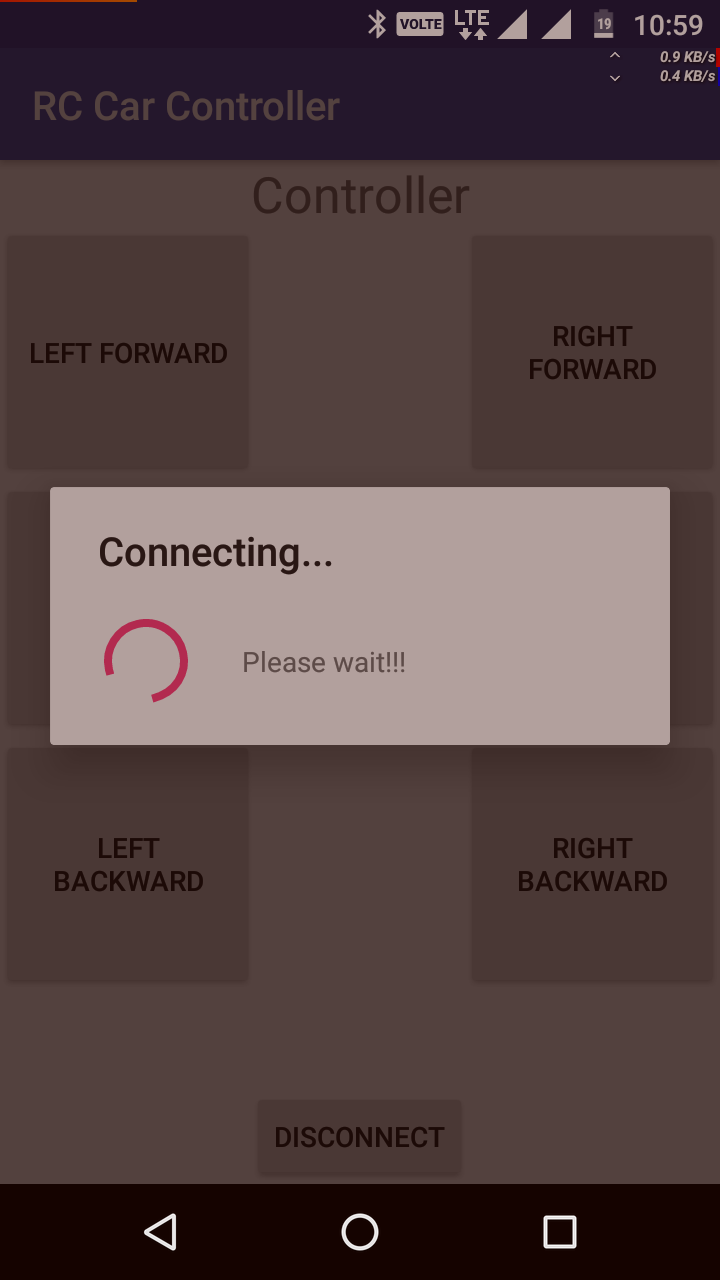 VOLTE LTE 19 10:59
0.9 KB/s
0.4 KB/s
RC Car Controller
Controller
LEFT FORWARD
RIGHT
FORWARD
Connecting...
Please wait!!!
LEFT
BACKWARD
RIGHT
BACKWARD
DISCONNECT